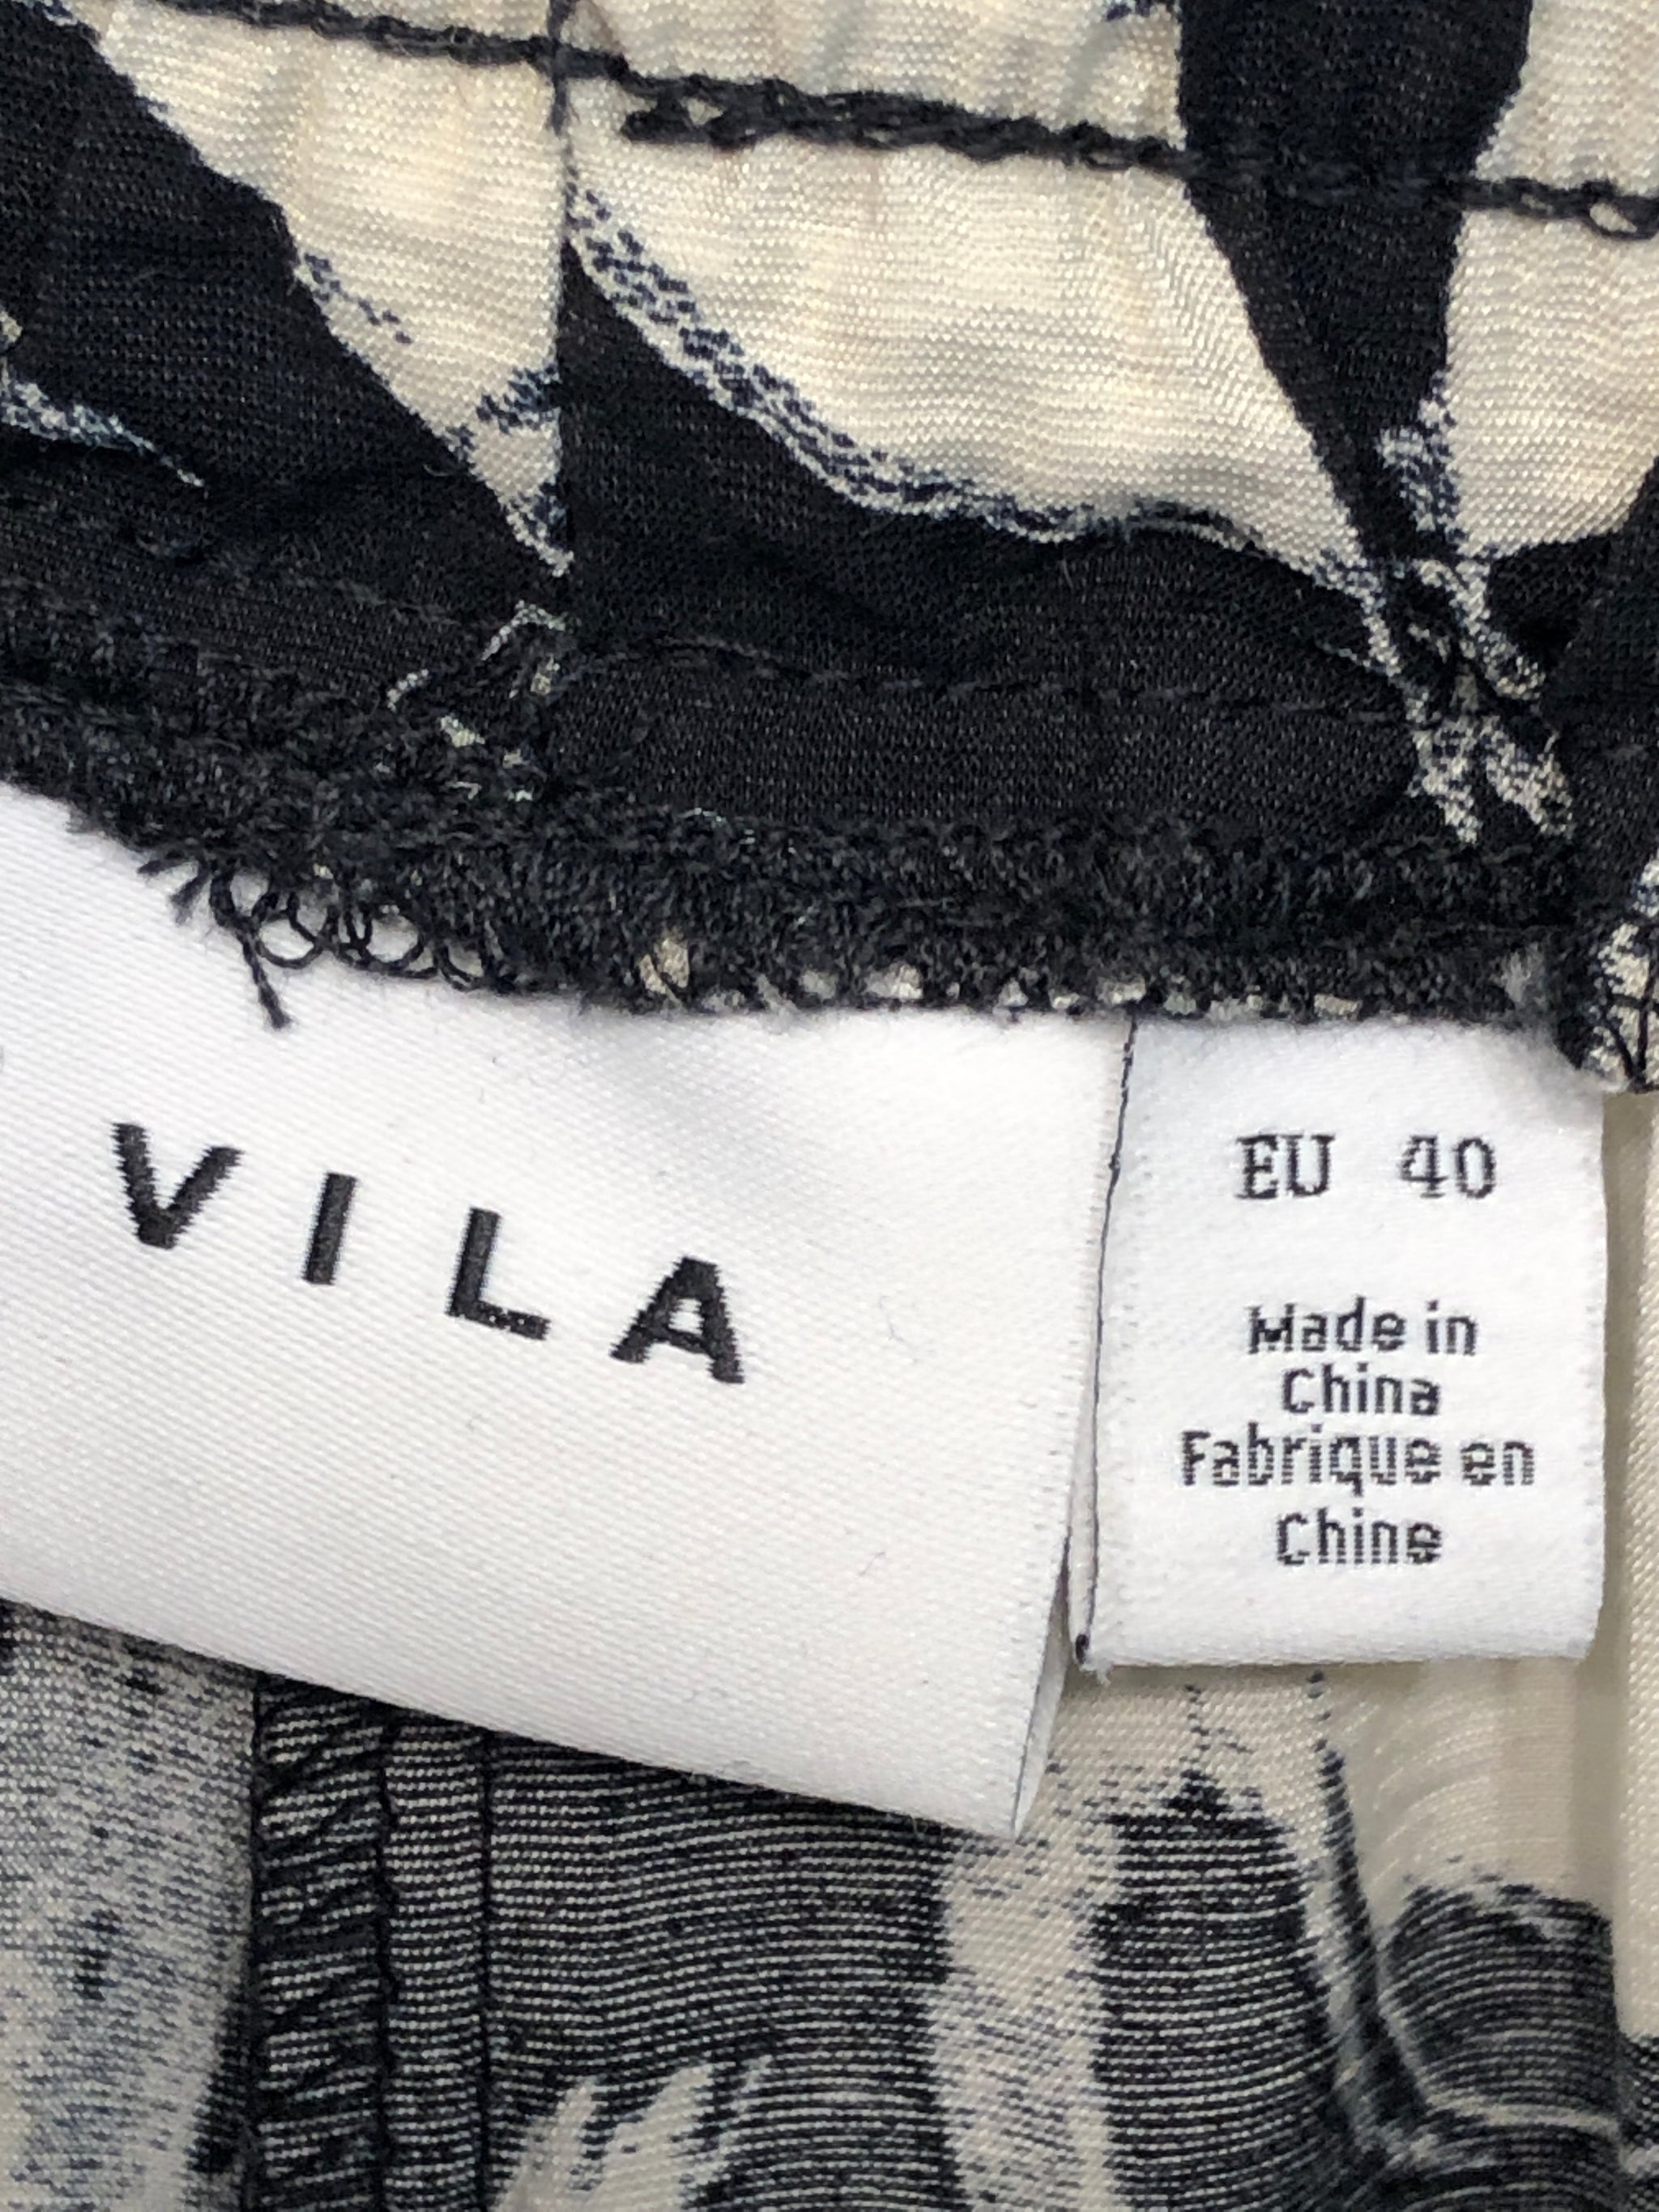 VILA
EU 40
Made in
China
Fabrique en
Chine